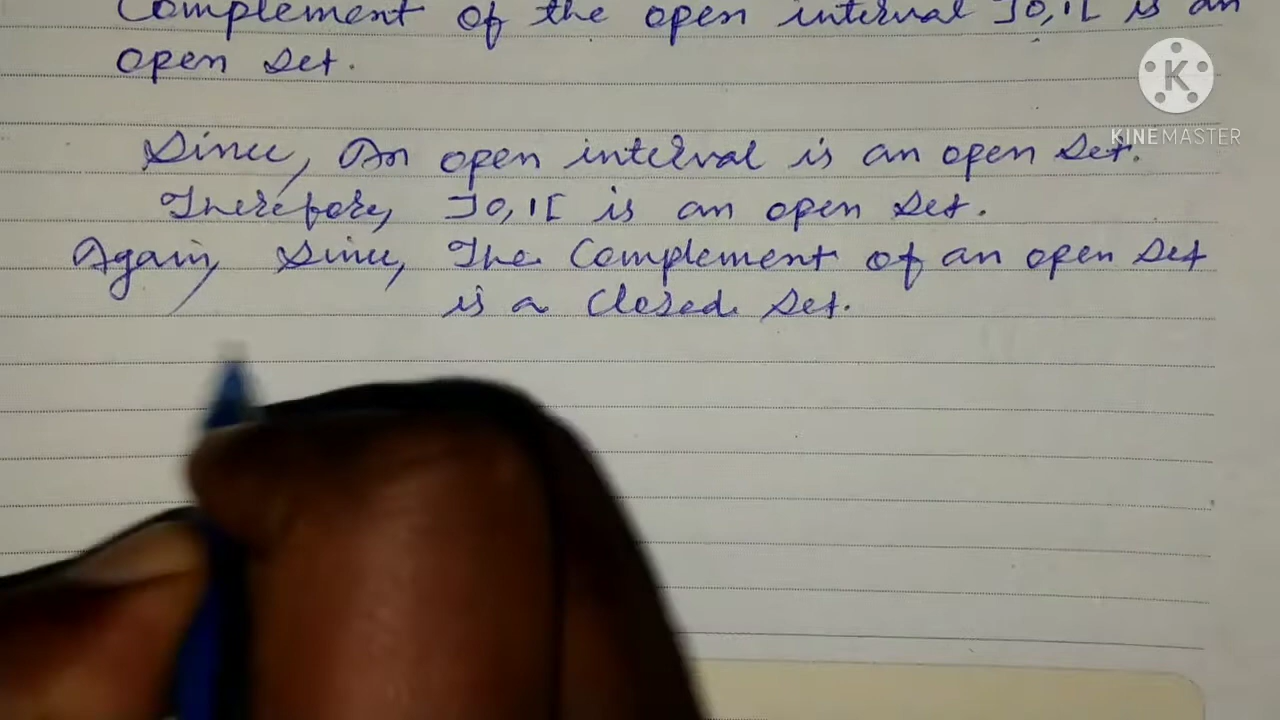 Complement of the open interval ]0,1[ is an
open set.
KINEMASTER
Since, An open interval is an open set.
Therefore, ]0,1[ is an open set.
Again, Since, The Complement of an open set
is a Closed set.